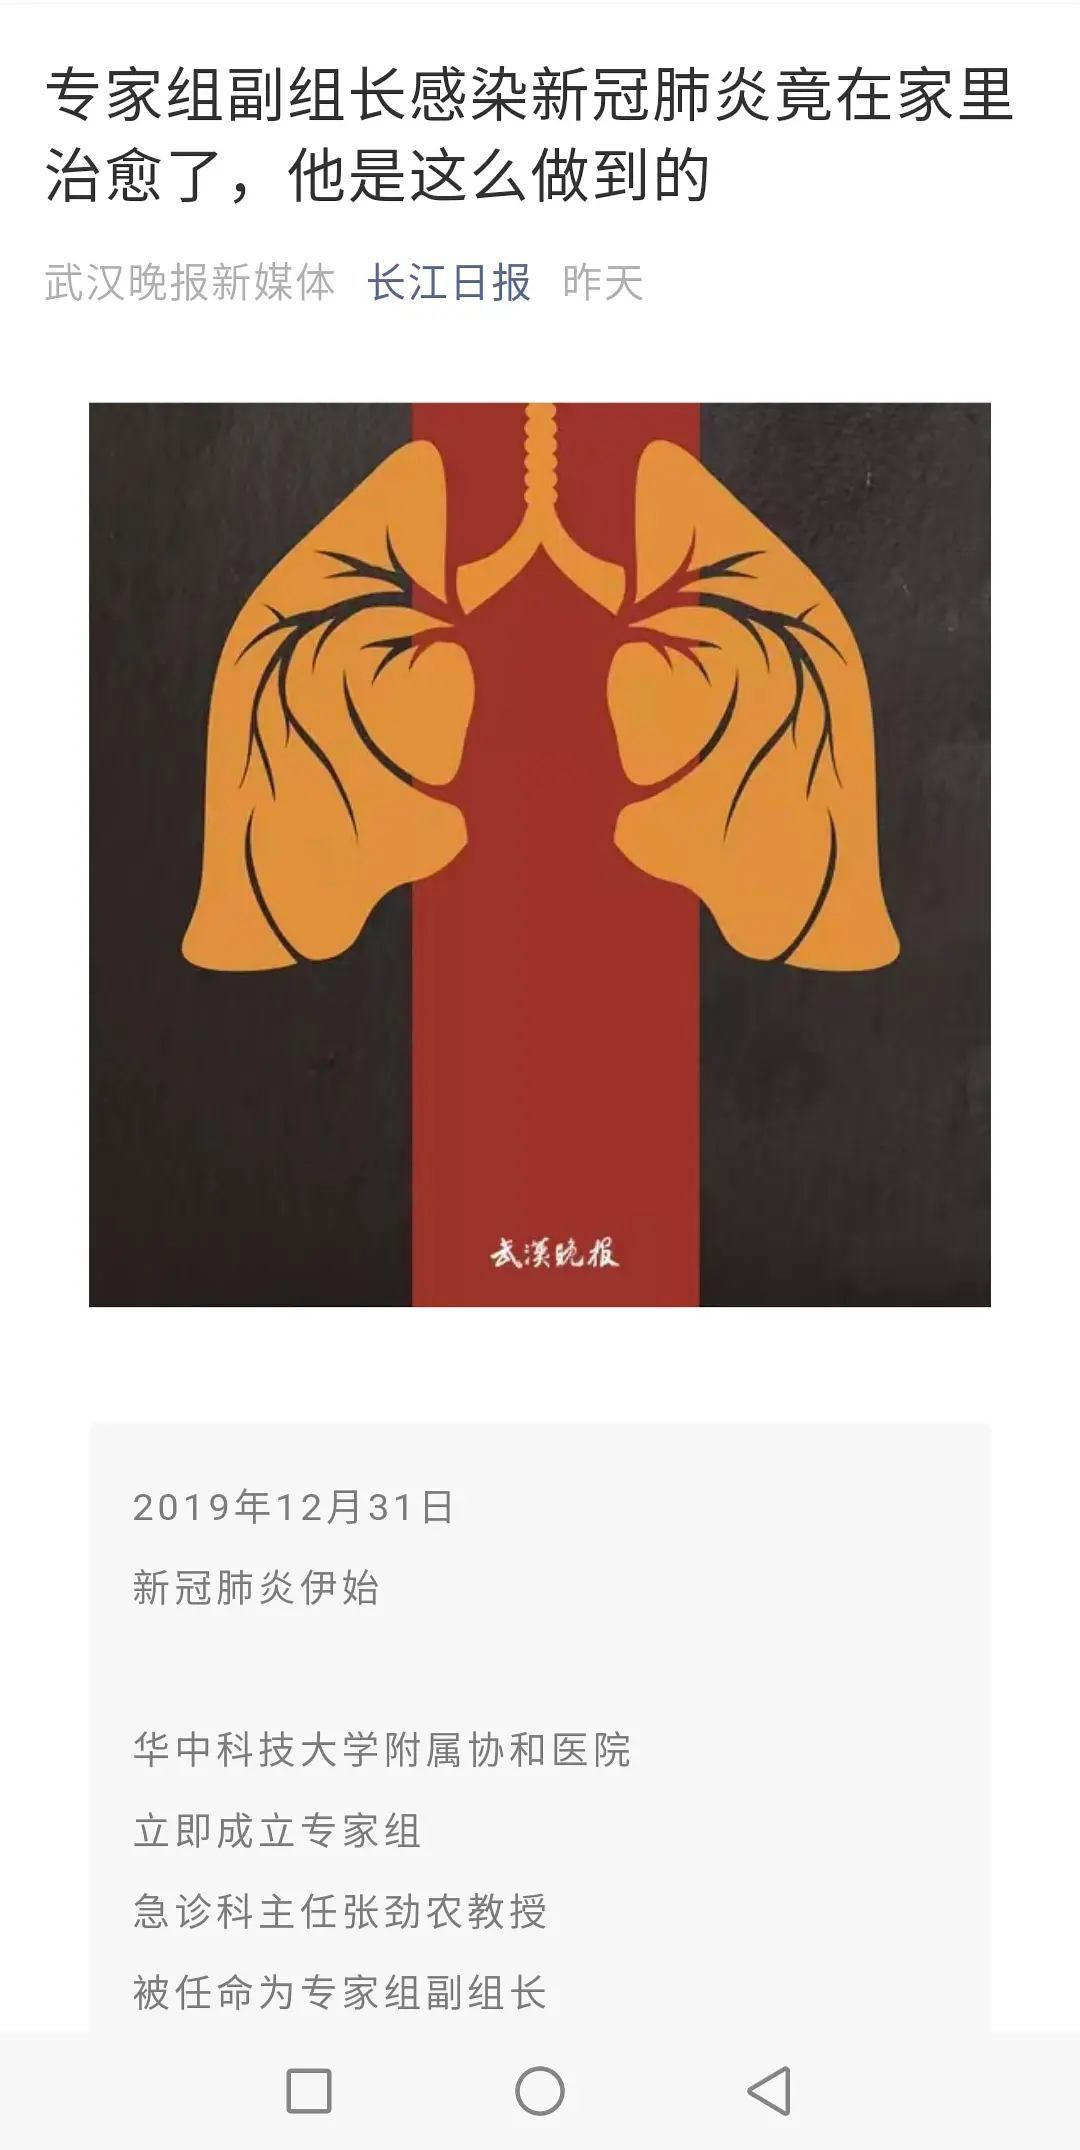 专家组副组长感染新冠肺炎竟在家里
治愈了，他是这么做到的
武汉晚报新媒体 长江日报 昨天
武漢晚报
2019年12月31日
新冠肺炎伊始
华中科技大学附属协和医院
立即成立专家组
急诊科主任张劲农教授
被任命为专家组副组长